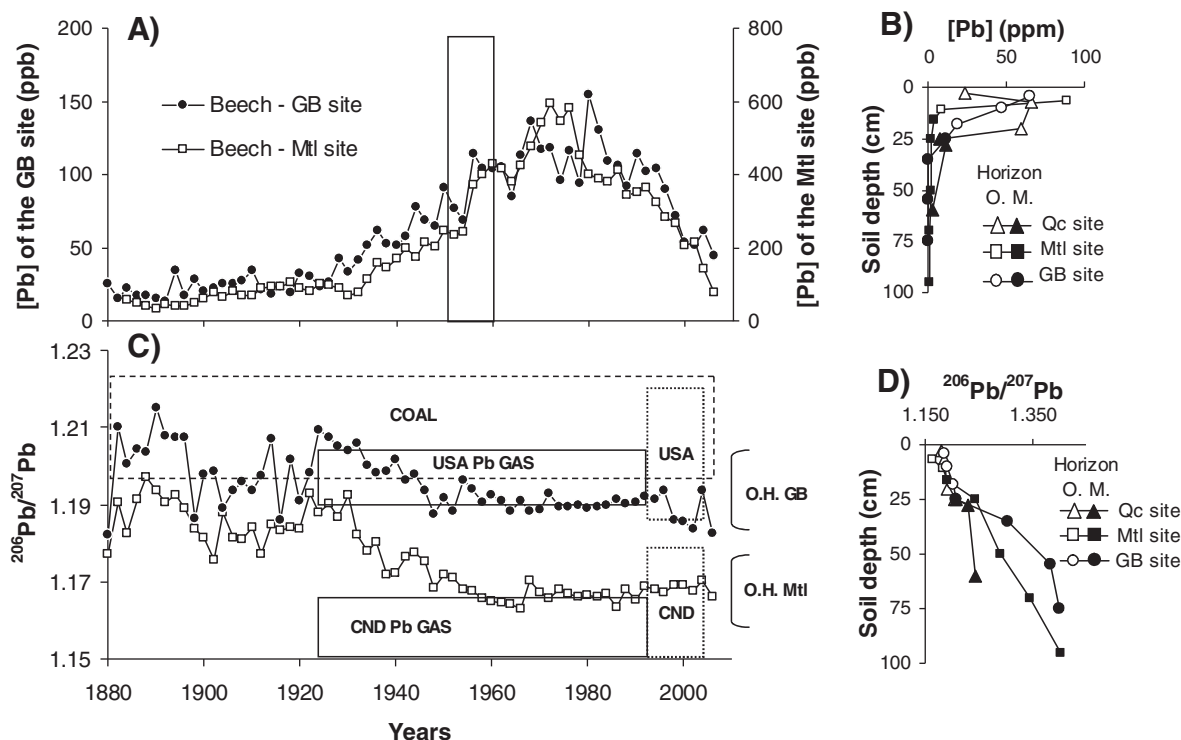 A)
[Pb] of the GB site (ppb)
200
150
100
50
0
Beech - GB site
Beech - Mtl site
800
600
400
200
0
[Pb] of the Mtl site (ppb)
B)
[Pb] (ppm)
0 50 100
Soil depth (cm)
0
25
50
75
100
Horizon
O. M.
Qc site
Mtl site
GB site
C)
206Pb/207Pb
1.23
1.21
1.19
1.17
1.15
COAL
USA Pb GAS
USA
CND Pb GAS
CND
O.H. GB
O.H. Mtl
1880 1900 1920 1940 1960 1980 2000
Years
D)
206Pb/207Pb
1.150 1.350
Soil depth (cm)
0
25
50
75
100
Horizon
O. M.
Qc site
Mtl site
GB site